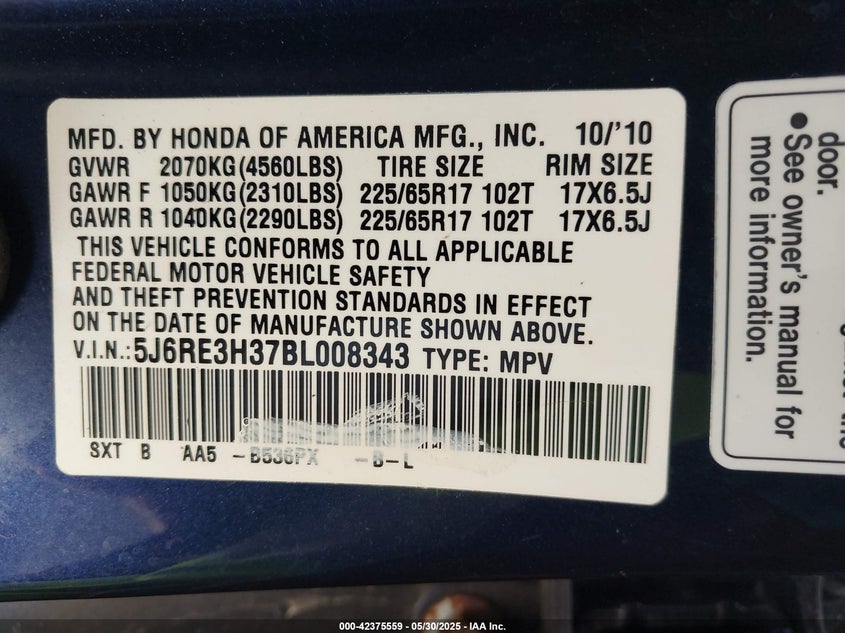 MFD. BY HONDA OF AMERICA MFG., INC. 10/'10
GVWR 2070KG(4560LBS) TIRE SIZE RIM SIZE
GAWR F 1050KG(2310LBS) 225/65R17 102T 17X6.5J
GAWR R 1040KG(2290LBS) 225/65R17 102T 17X6.5J
THIS VEHICLE CONFORMS TO ALL APPLICABLE
FEDERAL MOTOR VEHICLE SAFETY
AND THEFT PREVENTION STANDARDS IN EFFECT
ON THE DATE OF MANUFACTURE SHOWN ABOVE.
V.I.N.:5J6RE3H37BL008343 TYPE: MPV
SXT B AA5 -B536PX -B-L
door.
●See owner's manual for
more information.
000-42375559 — 05/30/2025 — IAA Inc.